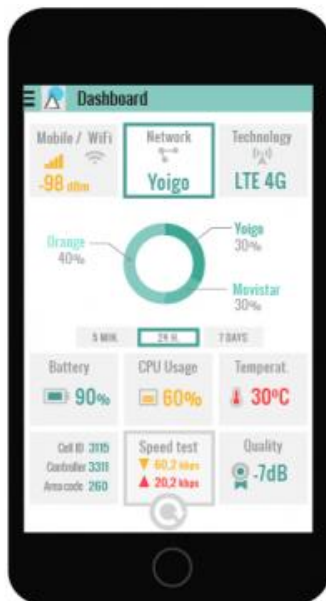 Dashboard
Mobile / WiFi
-98 dBm
Network
Yoigo
Technology
LTE 4G
Orange
40%
Yoigo
30%
Movistar
30%
5 MIN.
24 H.
7 DAYS
Battery
90%
CPU Usage
60%
Temperat.
30ºC
Cell ID 3115
Controller 3311
Area code 260
Speed test
60,2 kbps
20,2 kbps
Quality
-7dB